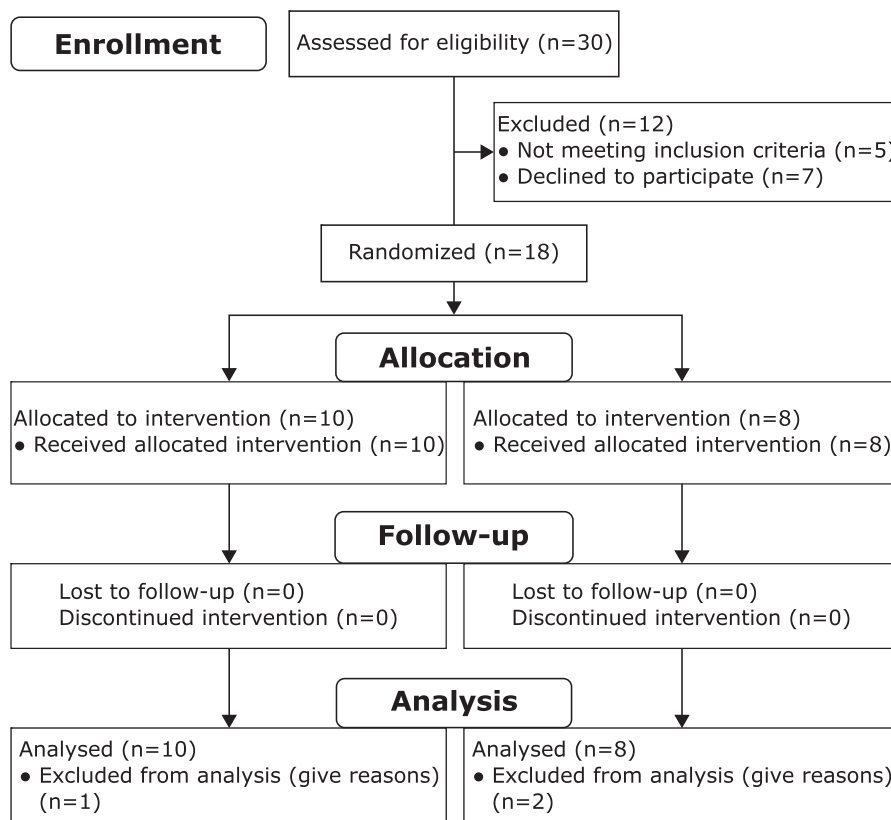 Enrollment
Assessed for eligibility (n=30)
Excluded (n=12)
● Not meeting inclusion criteria (n=5)
● Declined to participate (n=7)
Randomized (n=18)
Allocation
Allocated to intervention (n=10)
● Received allocated intervention (n=10)
Allocated to intervention (n=8)
● Received allocated intervention (n=8)
Follow-up
Lost to follow-up (n=0)
Discontinued intervention (n=0)
Lost to follow-up (n=0)
Discontinued intervention (n=0)
Analysis
Analysed (n=10)
● Excluded from analysis (give reasons)
(n=1)
Analysed (n=8)
● Excluded from analysis (give reasons)
(n=2)